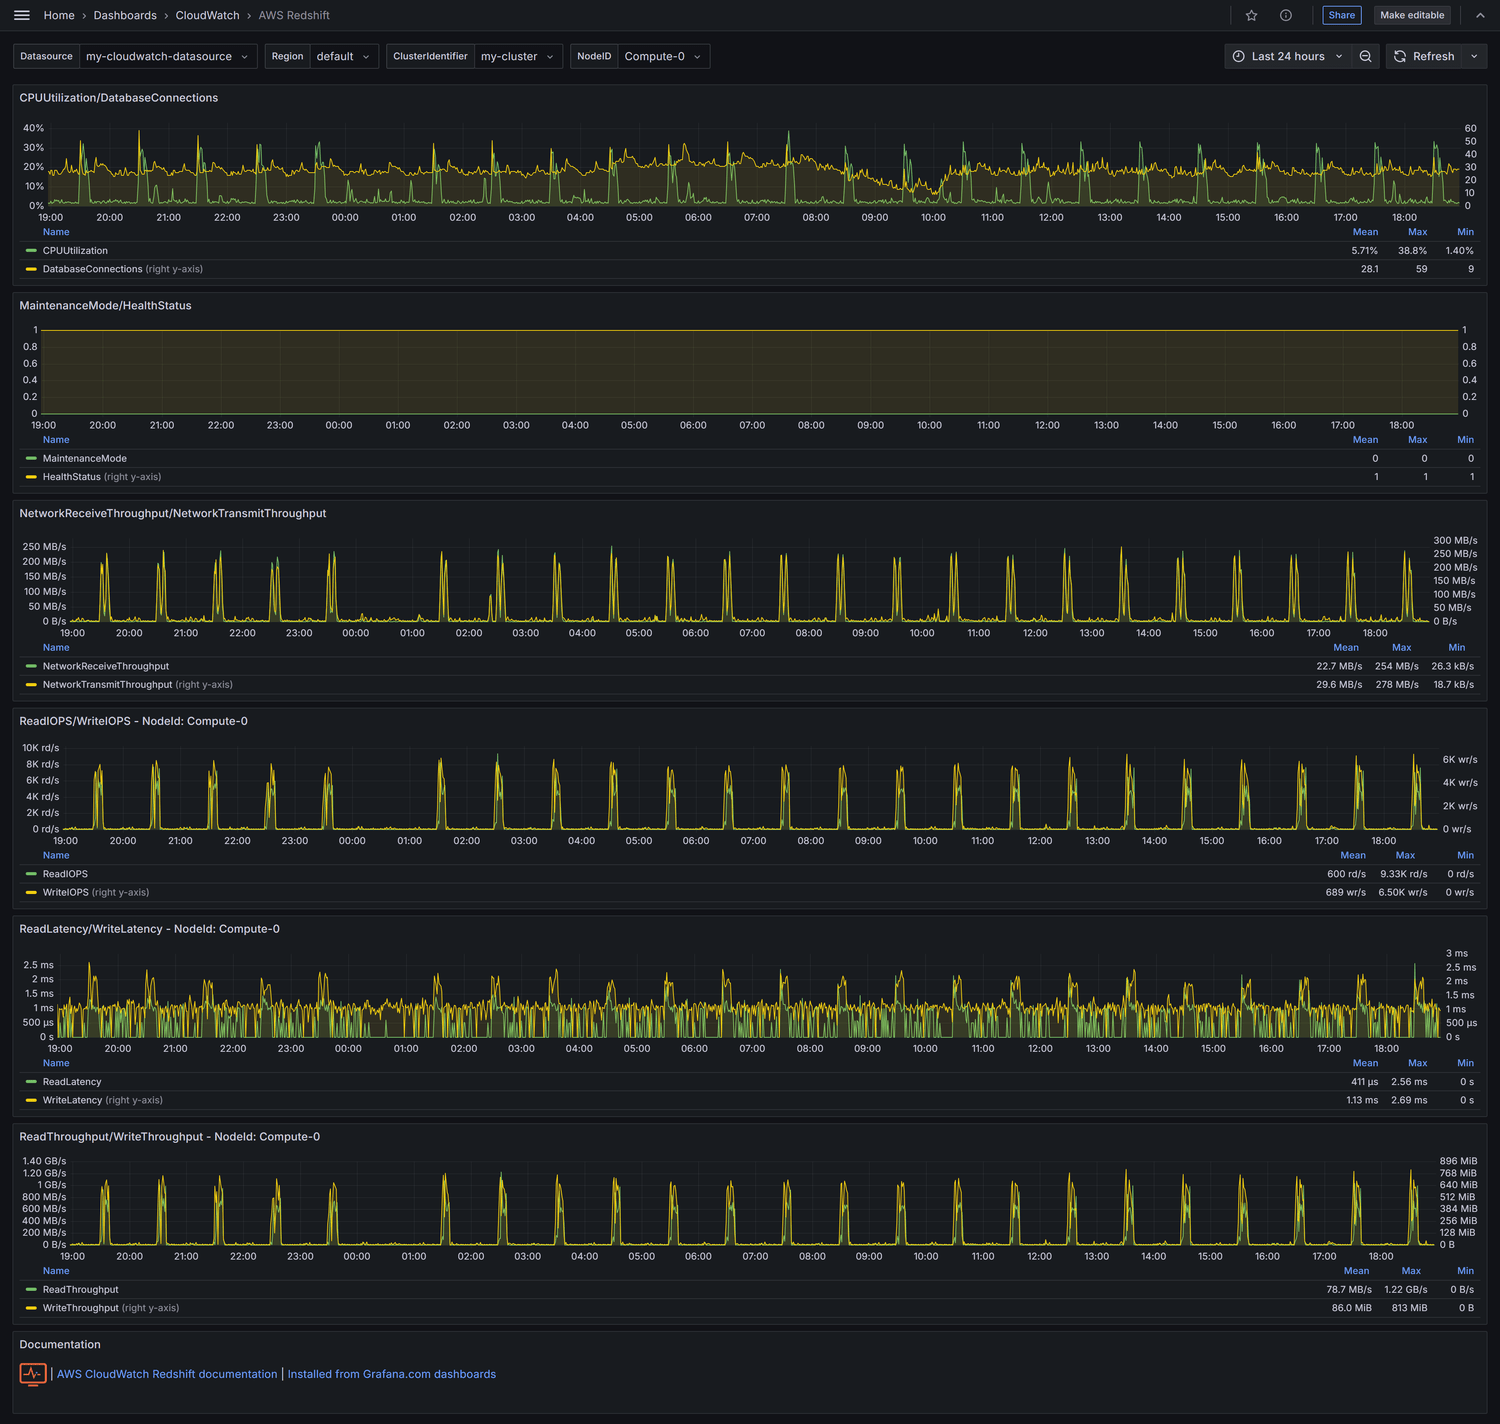 Home › Dashboards › CloudWatch › AWS Redshift
Share
Make editable
Datasource my-cloudwatch-datasource
Region default
ClusterIdentifier my-cluster
NodeID Compute-0
Last 24 hours
Refresh
CPUUtilization/DatabaseConnections
40%
30%
20%
10%
0%
60
50
40
30
20
10
0
19:00 20:00 21:00 22:00 23:00 00:00 01:00 02:00 03:00 04:00 05:00 06:00 07:00 08:00 09:00 10:00 11:00 12:00 13:00 14:00 15:00 16:00 17:00 18:00
Name Mean Max Min
CPUUtilization 5.71% 38.8% 1.40%
DatabaseConnections (right y-axis) 28.1 59 9
MaintenanceMode/HealthStatus
1
0.8
0.6
0.4
0.2
0
1
0.8
0.6
0.4
0.2
0
19:00 20:00 21:00 22:00 23:00 00:00 01:00 02:00 03:00 04:00 05:00 06:00 07:00 08:00 09:00 10:00 11:00 12:00 13:00 14:00 15:00 16:00 17:00 18:00
Name Mean Max Min
MaintenanceMode 0 0 0
HealthStatus (right y-axis) 1 1 1
NetworkReceiveThroughput/NetworkTransmitThroughput
250 MB/s
200 MB/s
150 MB/s
100 MB/s
50 MB/s
0 B/s
300 MB/s
250 MB/s
200 MB/s
150 MB/s
100 MB/s
50 MB/s
0 B/s
19:00 20:00 21:00 22:00 23:00 00:00 01:00 02:00 03:00 04:00 05:00 06:00 07:00 08:00 09:00 10:00 11:00 12:00 13:00 14:00 15:00 16:00 17:00 18:00
Name Mean Max Min
NetworkReceiveThroughput 22.7 MB/s 254 MB/s 26.3 kB/s
NetworkTransmitThroughput (right y-axis) 29.6 MB/s 278 MB/s 18.7 kB/s
ReadIOPS/WriteIOPS - NodeId: Compute-0
10K rd/s
8K rd/s
6K rd/s
4K rd/s
2K rd/s
0 rd/s
6K wr/s
4K wr/s
2K wr/s
0 wr/s
19:00 20:00 21:00 22:00 23:00 00:00 01:00 02:00 03:00 04:00 05:00 06:00 07:00 08:00 09:00 10:00 11:00 12:00 13:00 14:00 15:00 16:00 17:00 18:00
Name Mean Max Min
ReadIOPS 600 rd/s 9.33K rd/s 0 rd/s
WriteIOPS (right y-axis) 689 wr/s 6.50K wr/s 0 wr/s
ReadLatency/WriteLatency - NodeId: Compute-0
2.5 ms
2 ms
1.5 ms
1 ms
500 µs
0 s
3 ms
2.5 ms
2 ms
1.5 ms
1 ms
500 µs
0 s
19:00 20:00 21:00 22:00 23:00 00:00 01:00 02:00 03:00 04:00 05:00 06:00 07:00 08:00 09:00 10:00 11:00 12:00 13:00 14:00 15:00 16:00 17:00 18:00
Name Mean Max Min
ReadLatency 411 µs 2.56 ms 0 s
WriteLatency (right y-axis) 1.13 ms 2.69 ms 0 s
ReadThroughput/WriteThroughput - NodeId: Compute-0
1.40 GB/s
1.20 GB/s
1 GB/s
800 MB/s
600 MB/s
400 MB/s
200 MB/s
0 B/s
896 MiB
768 MiB
640 MiB
512 MiB
384 MiB
256 MiB
128 MiB
0 B
19:00 20:00 21:00 22:00 23:00 00:00 01:00 02:00 03:00 04:00 05:00 06:00 07:00 08:00 09:00 10:00 11:00 12:00 13:00 14:00 15:00 16:00 17:00 18:00
Name Mean Max Min
ReadThroughput 78.7 MB/s 1.22 GB/s 0 B/s
WriteThroughput (right y-axis) 86.0 MiB 813 MiB 0 B
Documentation
| AWS CloudWatch Redshift documentation | Installed from Grafana.com dashboards